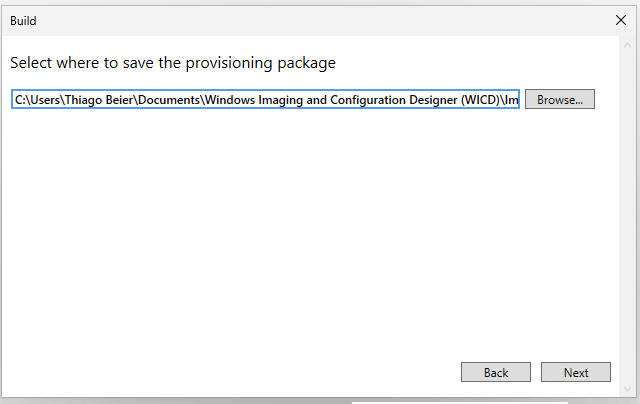 Build
Select where to save the provisioning package
C:\Users\Thiago Beier\Documents\Windows Imaging and Configuration Designer (WICD)\Im
Browse...
Back
Next